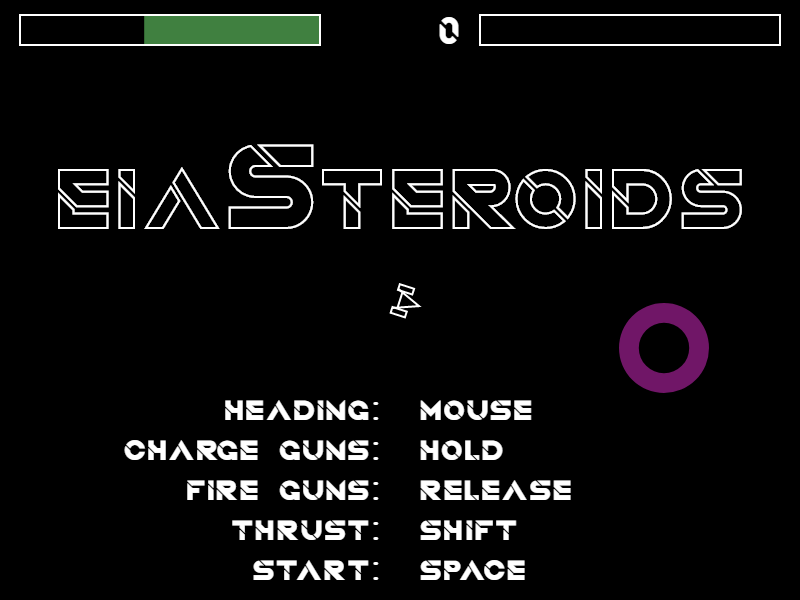 0
EIASTEROIDS
HEADING: MOUSE
CHARGE GUNS: HOLD
FIRE GUNS: RELEASE
THRUST: SHIFT
START: SPACE